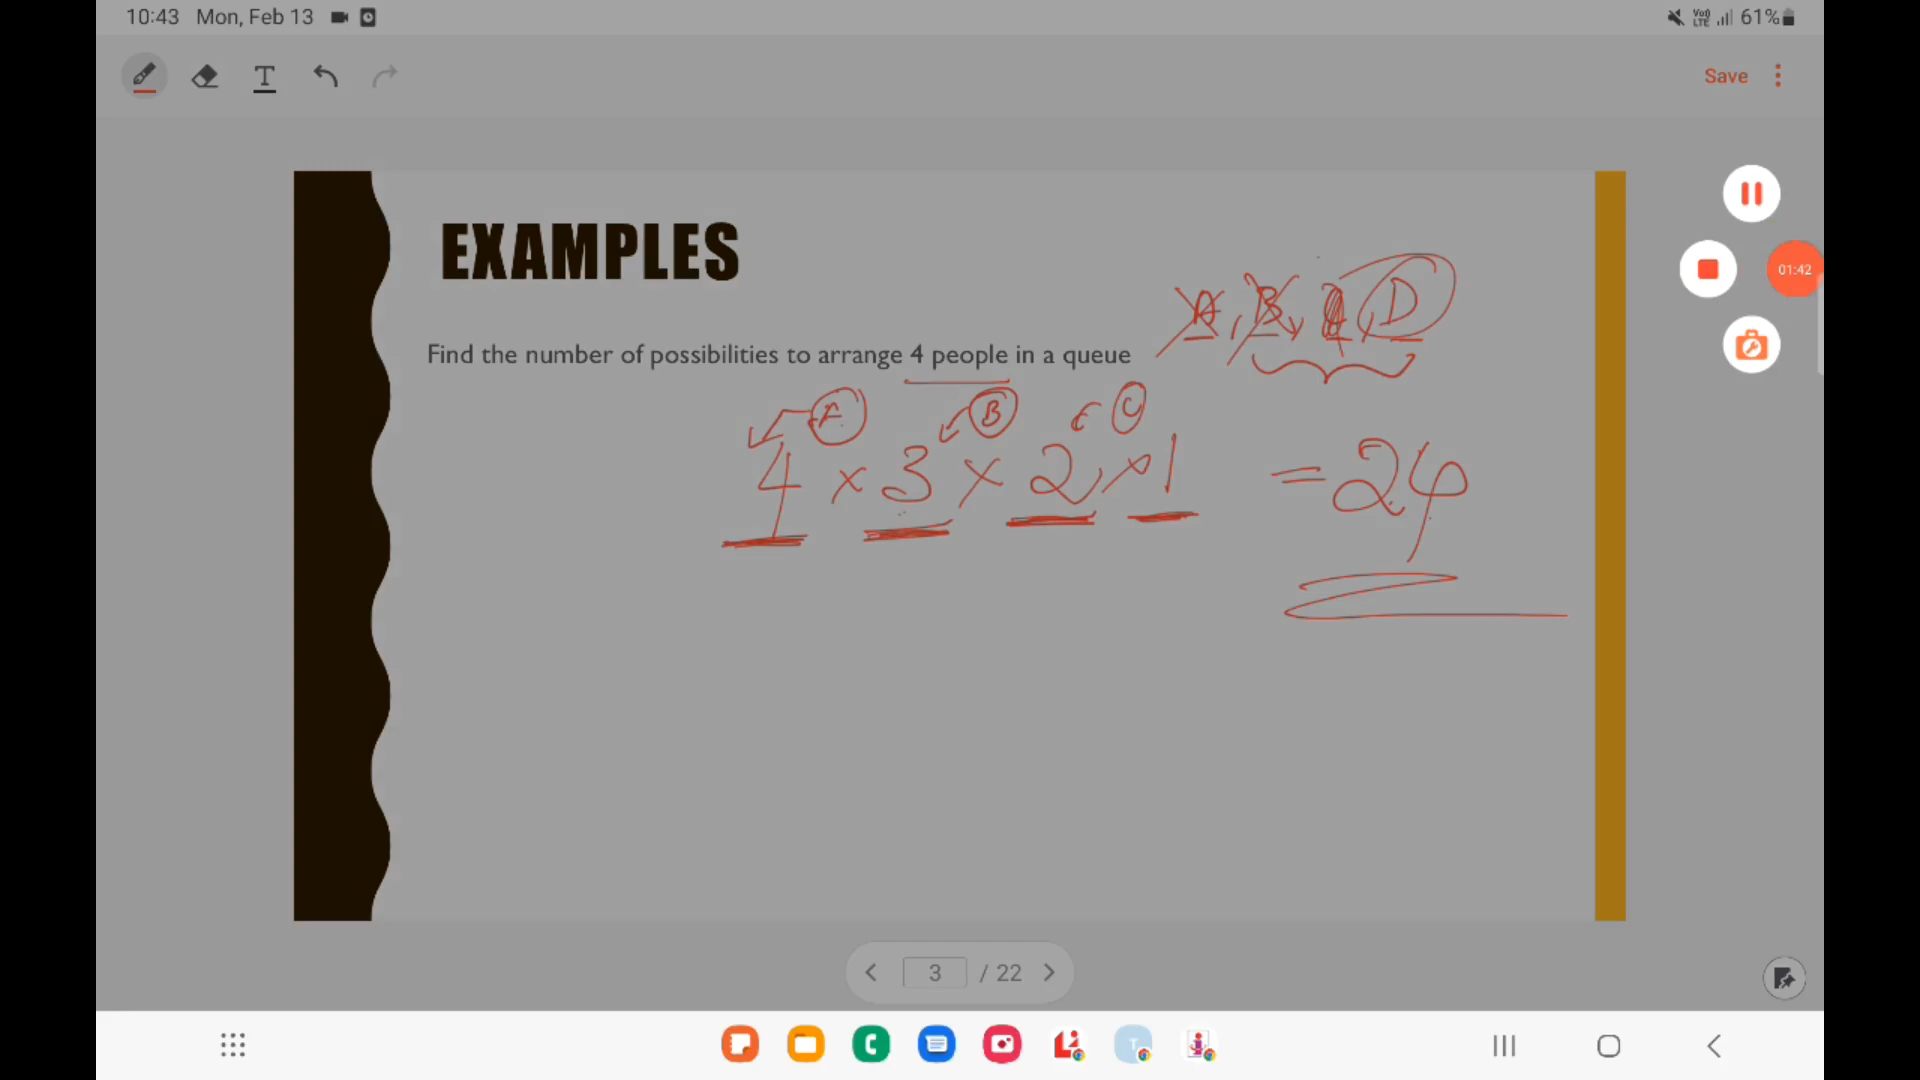 10:43 Mon, Feb 13 61%
T Save
01:42
EXAMPLES
A, B, D
Find the number of possibilities to arrange 4 people in a queue
A B C
4 × 3 × 2 × 1 = 24
3 / 22